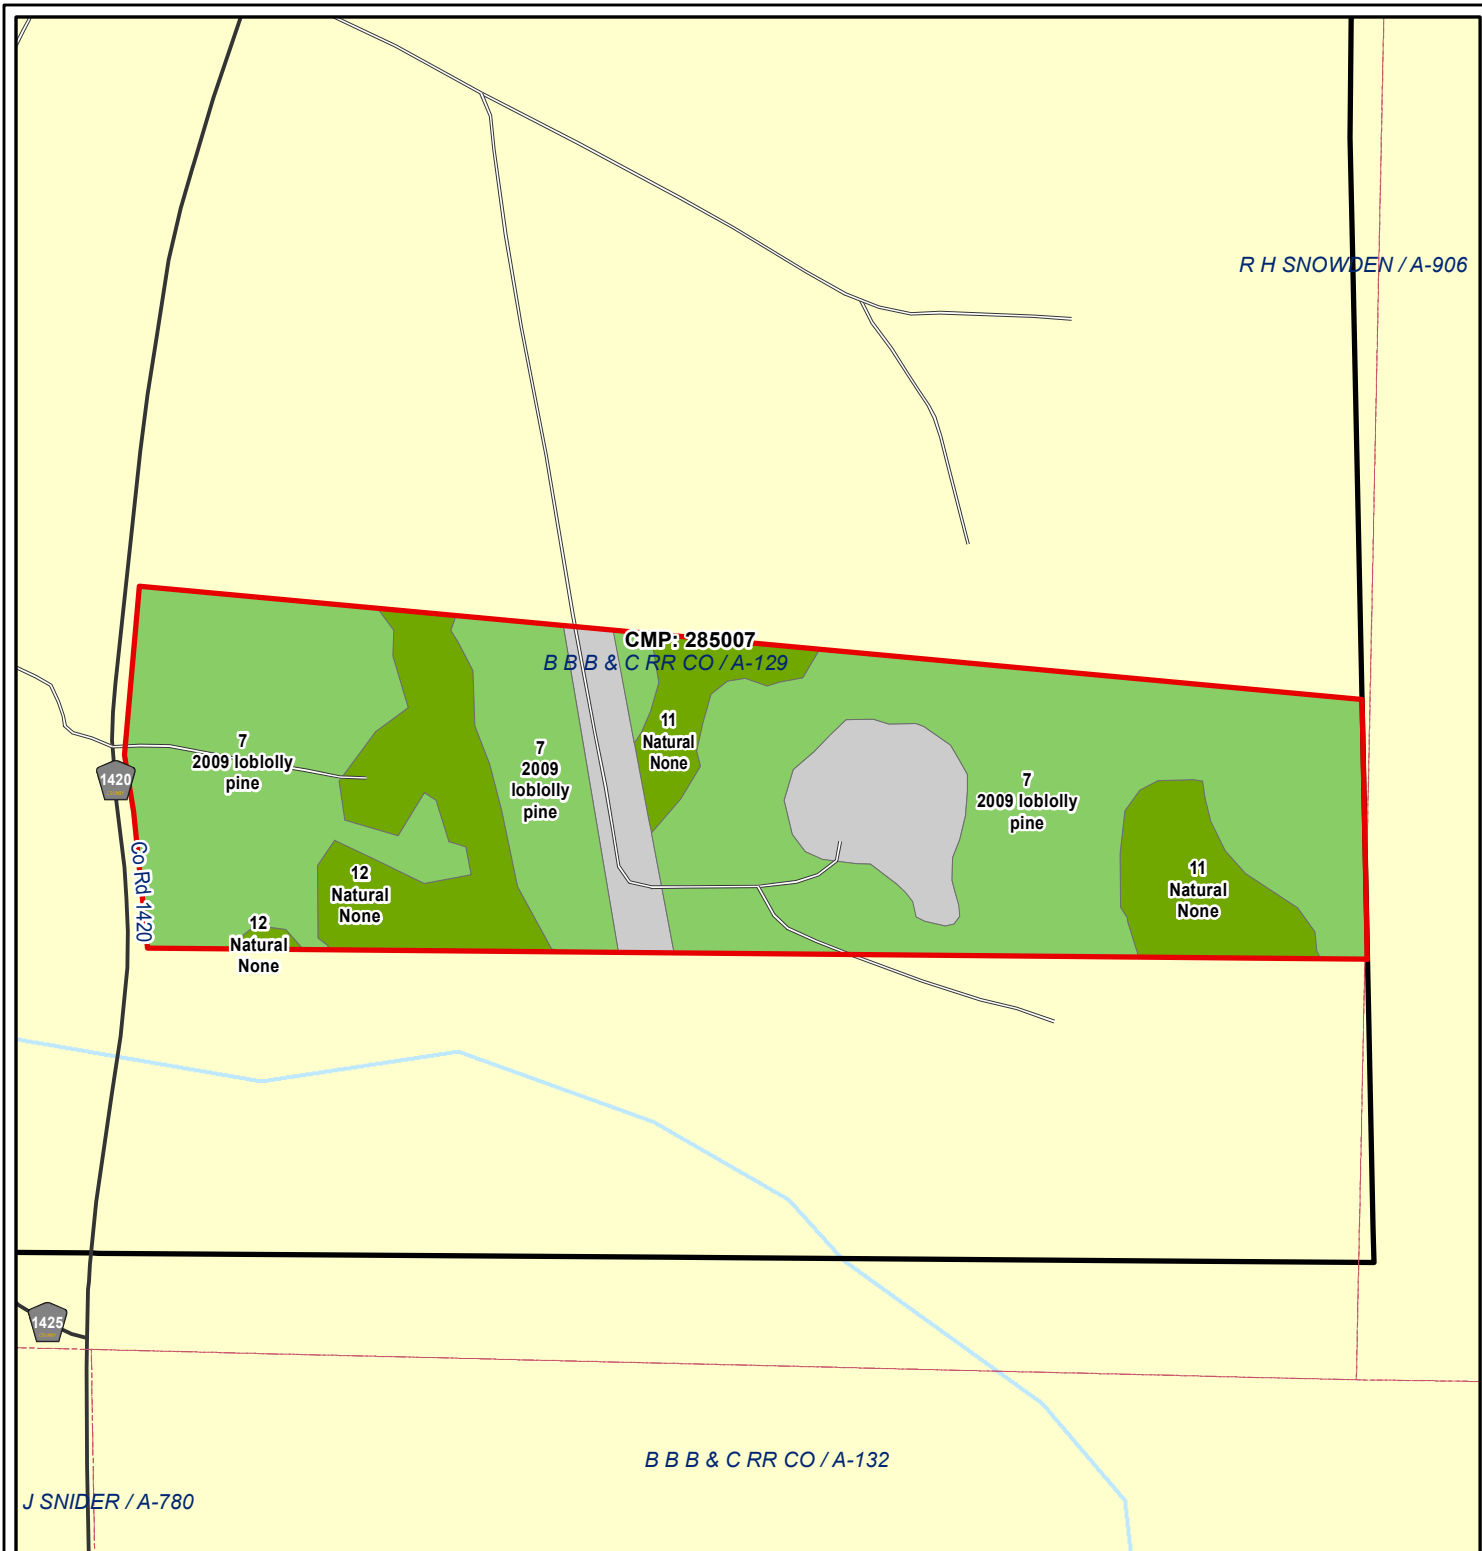 R H SNOWDEN / A-906
CMP: 285007
B B B & C RR CO / A-129
7
2009 loblolly
pine
7
2009
loblolly
pine
11
Natural
None
7
2009 loblolly
pine
1420
COUNTY
Co Rd 1420
12
Natural
None
12
Natural
None
11
Natural
None
1425
COUNTY
B B B & C RR CO / A-132
J SNIDER / A-780